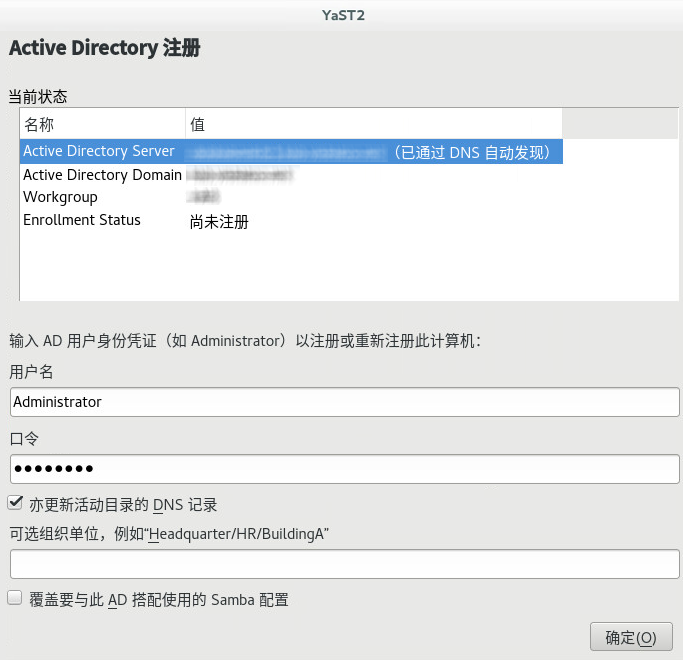 YaST2
Active Directory 注册
当前状态
名称 值
Active Directory Server （已通过 DNS 自动发现）
Active Directory Domain
Workgroup
Enrollment Status 尚未注册
输入 AD 用户身份凭证（如 Administrator）以注册或重新注册此计算机：
用户名
Administrator
口令
●●●●●●●●
亦更新活动目录的 DNS 记录
可选组织单位，例如“Headquarter/HR/BuildingA”
覆盖要与此 AD 搭配使用的 Samba 配置
确定(O)